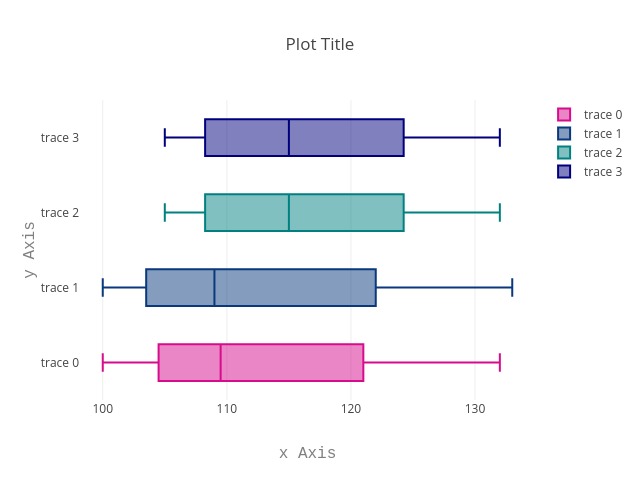 Plot Title
trace 3
trace 2
trace 1
trace 0
y Axis
100
110
120
130
x Axis
trace 0
trace 1
trace 2
trace 3